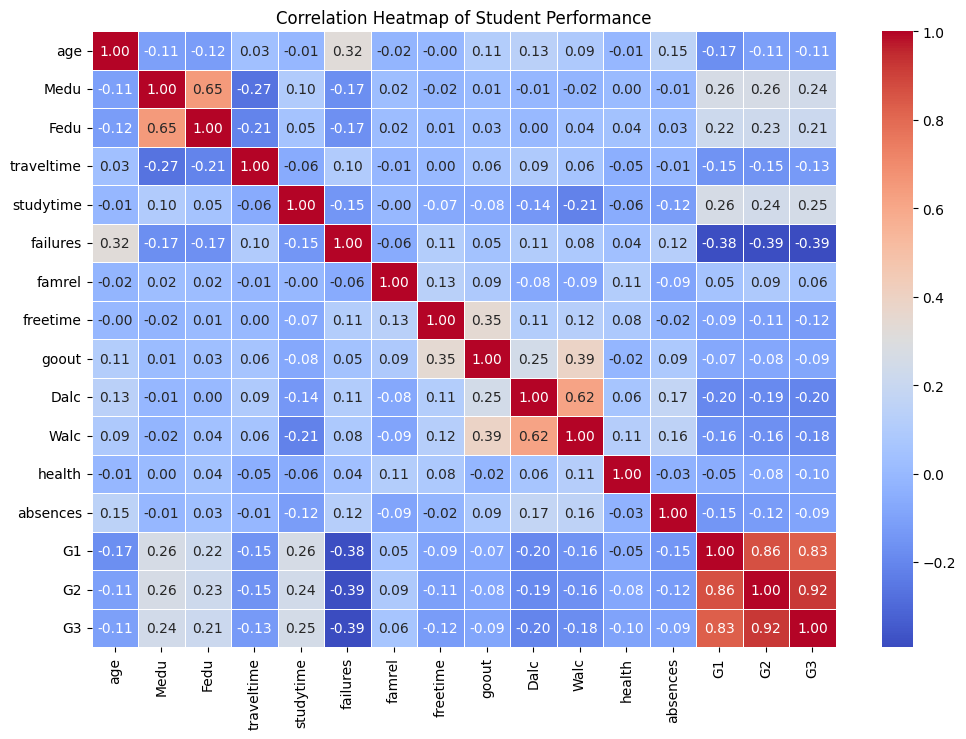 Correlation Heatmap of Student Performance
age 1.00 -0.11 -0.12 0.03 -0.01 0.32 -0.02 -0.00 0.11 0.13 0.09 -0.01 0.15 -0.17 -0.11 -0.11
Medu -0.11 1.00 0.65 -0.27 0.10 -0.17 0.02 -0.02 0.01 -0.01 -0.02 0.00 -0.01 0.26 0.26 0.24
Fedu -0.12 0.65 1.00 -0.21 0.05 -0.17 0.02 0.01 0.03 0.00 0.04 0.04 0.03 0.22 0.23 0.21
traveltime 0.03 -0.27 -0.21 1.00 -0.06 0.10 -0.01 0.00 0.06 0.09 0.06 -0.05 -0.01 -0.15 -0.15 -0.13
studytime -0.01 0.10 0.05 -0.06 1.00 -0.15 -0.00 -0.07 -0.08 -0.14 -0.21 -0.06 -0.12 0.26 0.24 0.25
failures 0.32 -0.17 -0.17 0.10 -0.15 1.00 -0.06 0.11 0.05 0.11 0.08 0.04 0.12 -0.38 -0.39 -0.39
famrel -0.02 0.02 0.02 -0.01 -0.00 -0.06 1.00 0.13 0.09 -0.08 -0.09 0.11 -0.09 0.05 0.09 0.06
freetime -0.00 -0.02 0.01 0.00 -0.07 0.11 0.13 1.00 0.35 0.11 0.12 0.08 -0.02 -0.09 -0.11 -0.12
goout 0.11 0.01 0.03 0.06 -0.08 0.05 0.09 0.35 1.00 0.25 0.39 -0.02 0.09 -0.07 -0.08 -0.09
Dalc 0.13 -0.01 0.00 0.09 -0.14 0.11 -0.08 0.11 0.25 1.00 0.62 0.06 0.17 -0.20 -0.19 -0.20
Walc 0.09 -0.02 0.04 0.06 -0.21 0.08 -0.09 0.12 0.39 0.62 1.00 0.11 0.16 -0.16 -0.16 -0.18
health -0.01 0.00 0.04 -0.05 -0.06 0.04 0.11 0.08 -0.02 0.06 0.11 1.00 -0.03 -0.05 -0.08 -0.10
absences 0.15 -0.01 0.03 -0.01 -0.12 0.12 -0.09 -0.02 0.09 0.17 0.16 -0.03 1.00 -0.15 -0.12 -0.09
G1 -0.17 0.26 0.22 -0.15 0.26 -0.38 0.05 -0.09 -0.07 -0.20 -0.16 -0.05 -0.15 1.00 0.86 0.83
G2 -0.11 0.26 0.23 -0.15 0.24 -0.39 0.09 -0.11 -0.08 -0.19 -0.16 -0.08 -0.12 0.86 1.00 0.92
G3 -0.11 0.24 0.21 -0.13 0.25 -0.39 0.06 -0.12 -0.09 -0.20 -0.18 -0.10 -0.09 0.83 0.92 1.00
age Medu Fedu traveltime studytime failures famrel freetime goout Dalc Walc health absences G1 G2 G3
1.0
0.8
0.6
0.4
0.2
0.0
−0.2